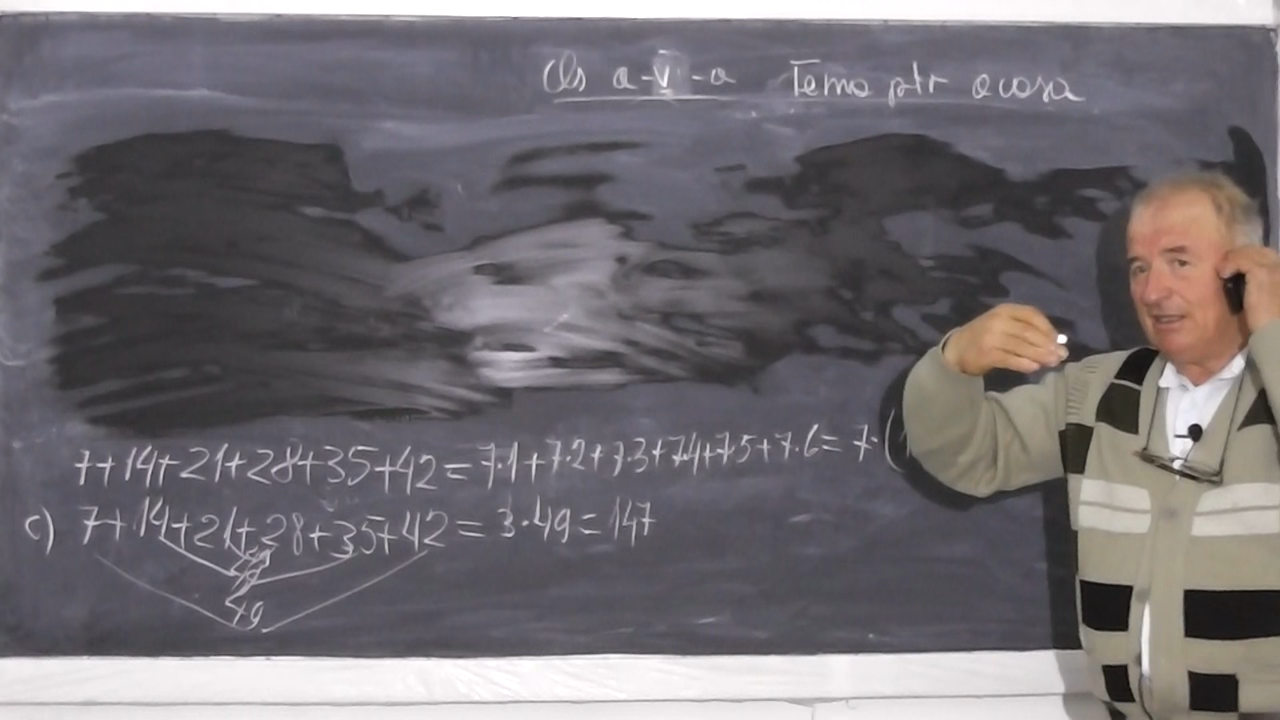 Cls a-V-a Tema ptr acasa
7+14+21+28+35+42=7·1+7·2+7·3+7·4+7·5+7·6=7·(
c) 7+14+21+28+35+42=3·49=147
49